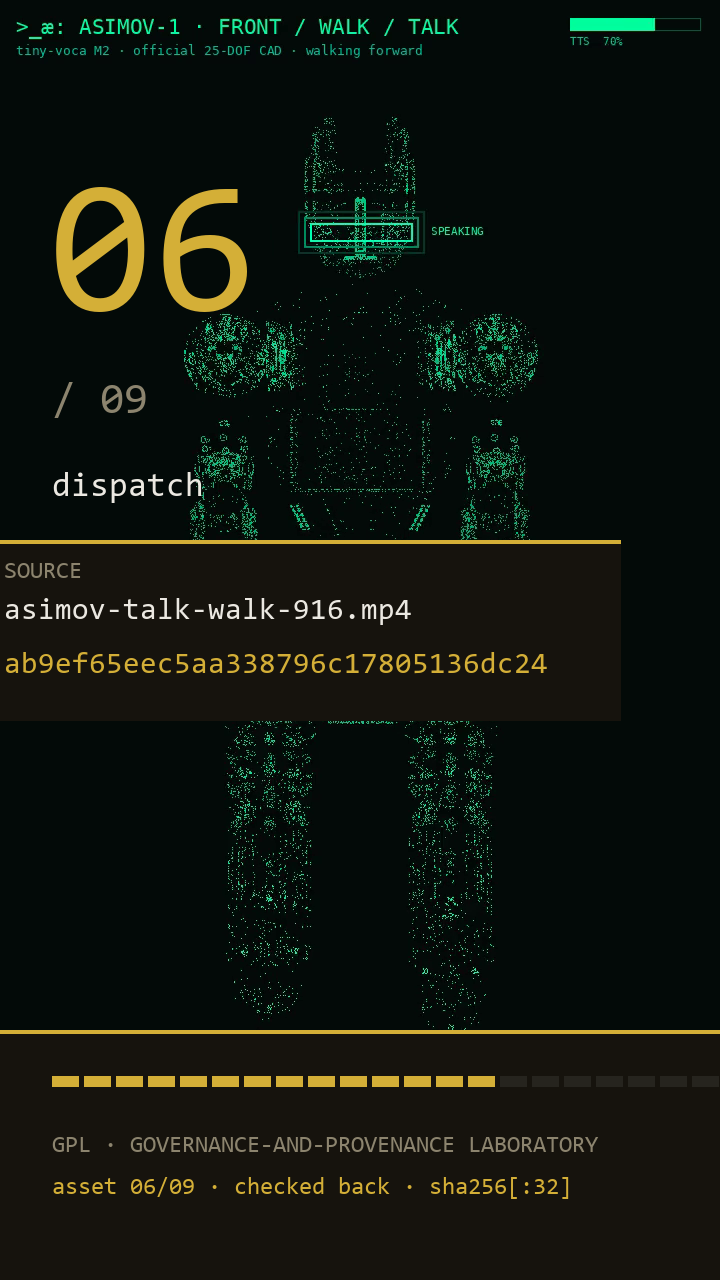 >_æ: ASIMOV-1 · FRONT / WALK / TALK
tiny-voca M2 · official 25-DOF CAD · walking forward
TTS 70%
06
SPEAKING
/ 09
dispatch
SOURCE
asimov-talk-walk-916.mp4
ab9ef65eec5aa338796c17805136dc24
GPL · GOVERNANCE-AND-PROVENANCE LABORATORY
asset 06/09 · checked back · sha256[:32]